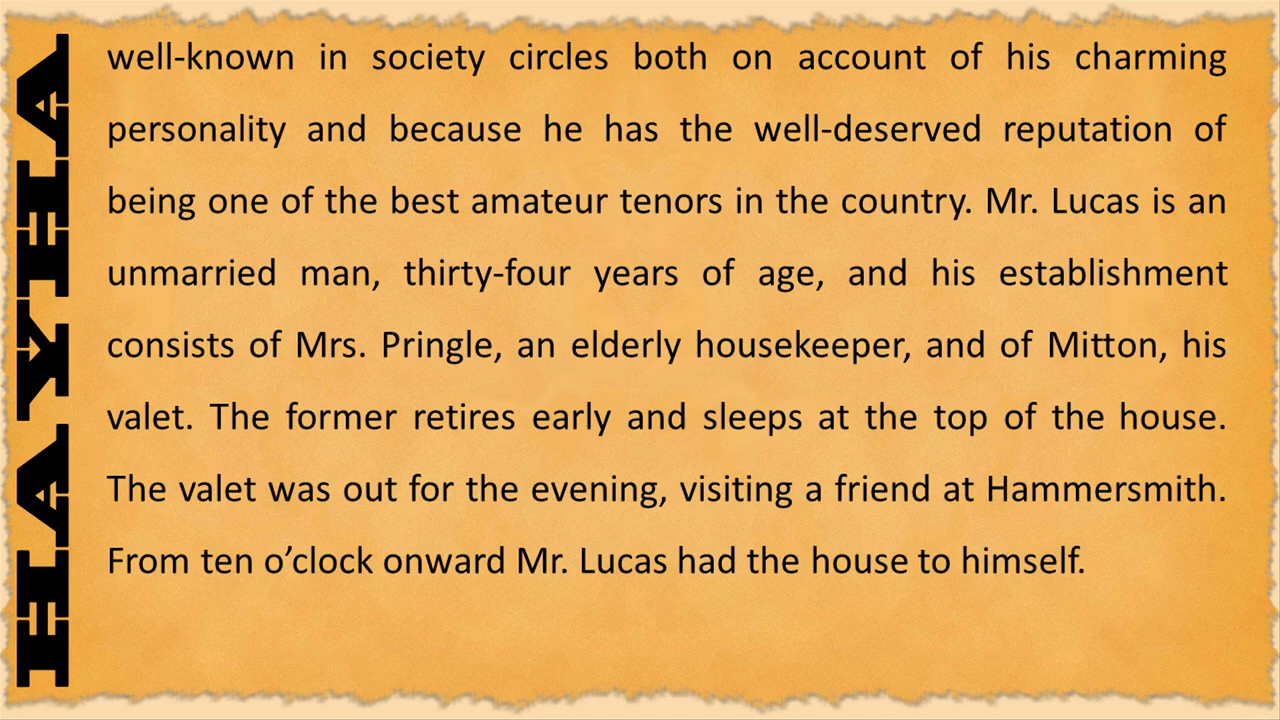 HAYHA
well-known in society circles both on account of his charming
personality and because he has the well-deserved reputation of
being one of the best amateur tenors in the country. Mr. Lucas is an
unmarried man, thirty-four years of age, and his establishment
consists of Mrs. Pringle, an elderly housekeeper, and of Mitton, his
valet. The former retires early and sleeps at the top of the house.
The valet was out for the evening, visiting a friend at Hammersmith.
From ten o’clock onward Mr. Lucas had the house to himself.